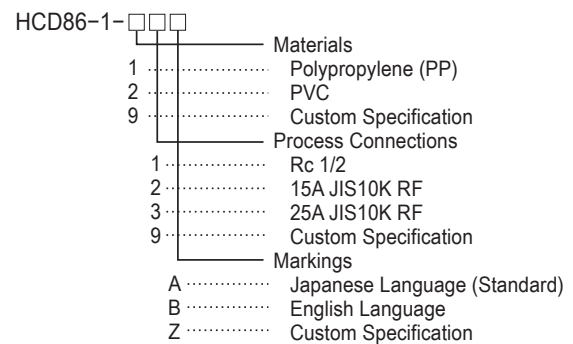 HCD86-1-□□□
Materials
1 Polypropylene (PP)
2 PVC
9 Custom Specification
Process Connections
1 Rc 1/2
2 15A JIS10K RF
3 25A JIS10K RF
9 Custom Specification
Markings
A Japanese Language (Standard)
B English Language
Z Custom Specification